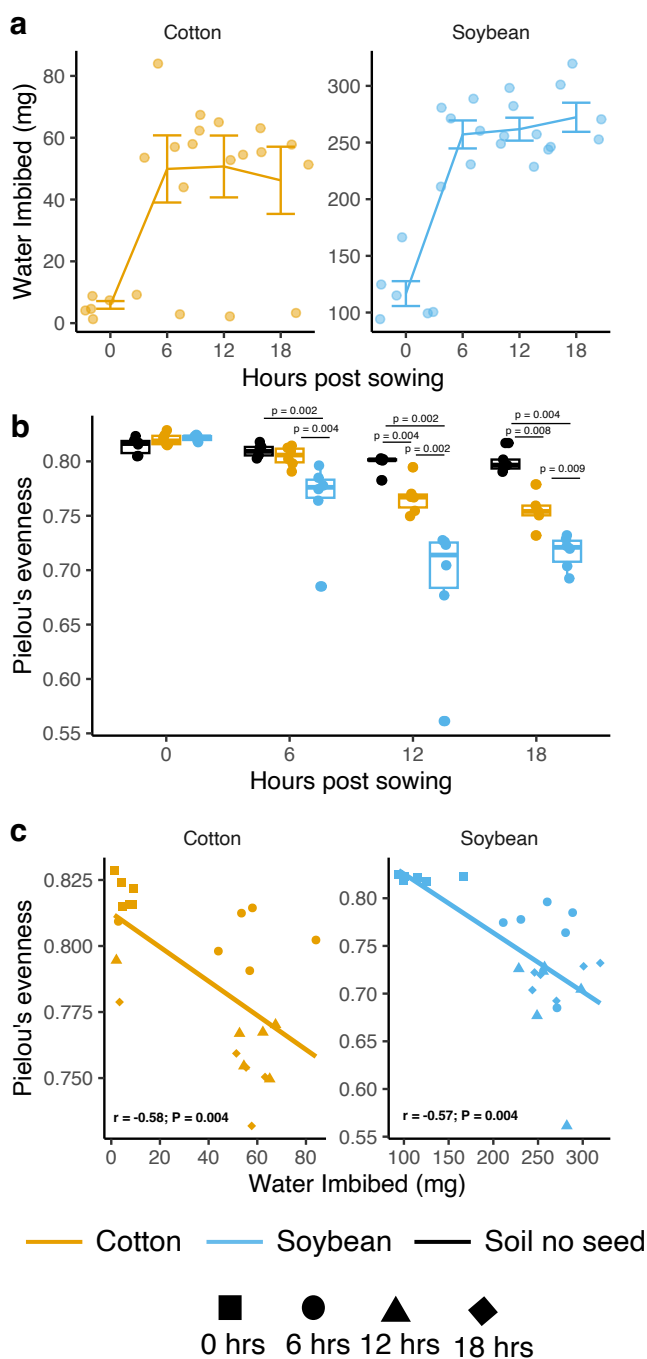 a
Cotton
Soybean
Water Imbibed (mg)
80
60
40
20
0
300
250
200
150
100
0 6 12 18
0 6 12 18
Hours post sowing
b
Pielou's evenness
0.80
0.75
0.70
0.65
0.60
0.55
p = 0.002
p = 0.004
p = 0.002
p = 0.004
p = 0.002
p = 0.004
p = 0.008
p = 0.009
0 6 12 18
Hours post sowing
c
Cotton
Soybean
Pielou's evenness
0.825
0.800
0.775
0.750
r = -0.58; P = 0.004
0.80
0.75
0.70
0.65
0.60
0.55
r = -0.57; P = 0.004
0 20 40 60 80
100 150 200 250 300
Water Imbibed (mg)
Cotton Soybean Soil no seed
0 hrs 6 hrs 12 hrs 18 hrs